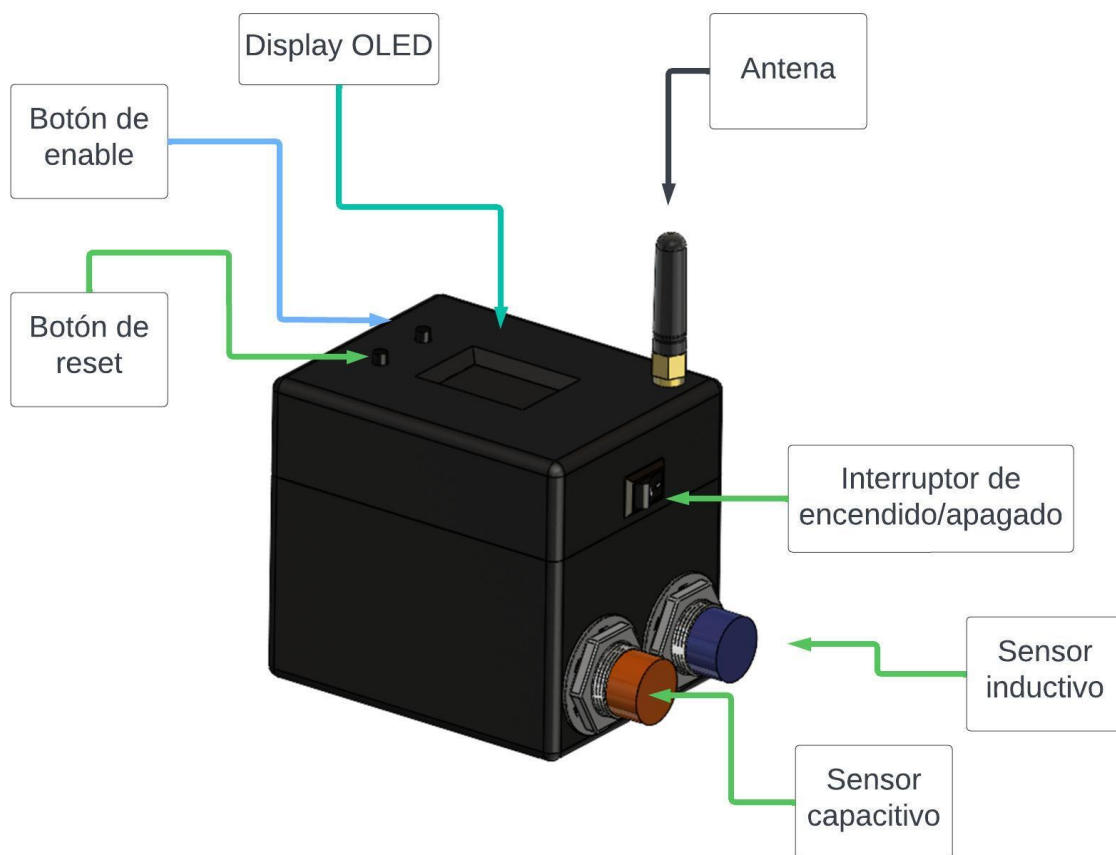 Display OLED
Antena
Botón de
enable
Botón de
reset
Interruptor de
encendido/apagado
Sensor
inductivo
Sensor
capacitivo